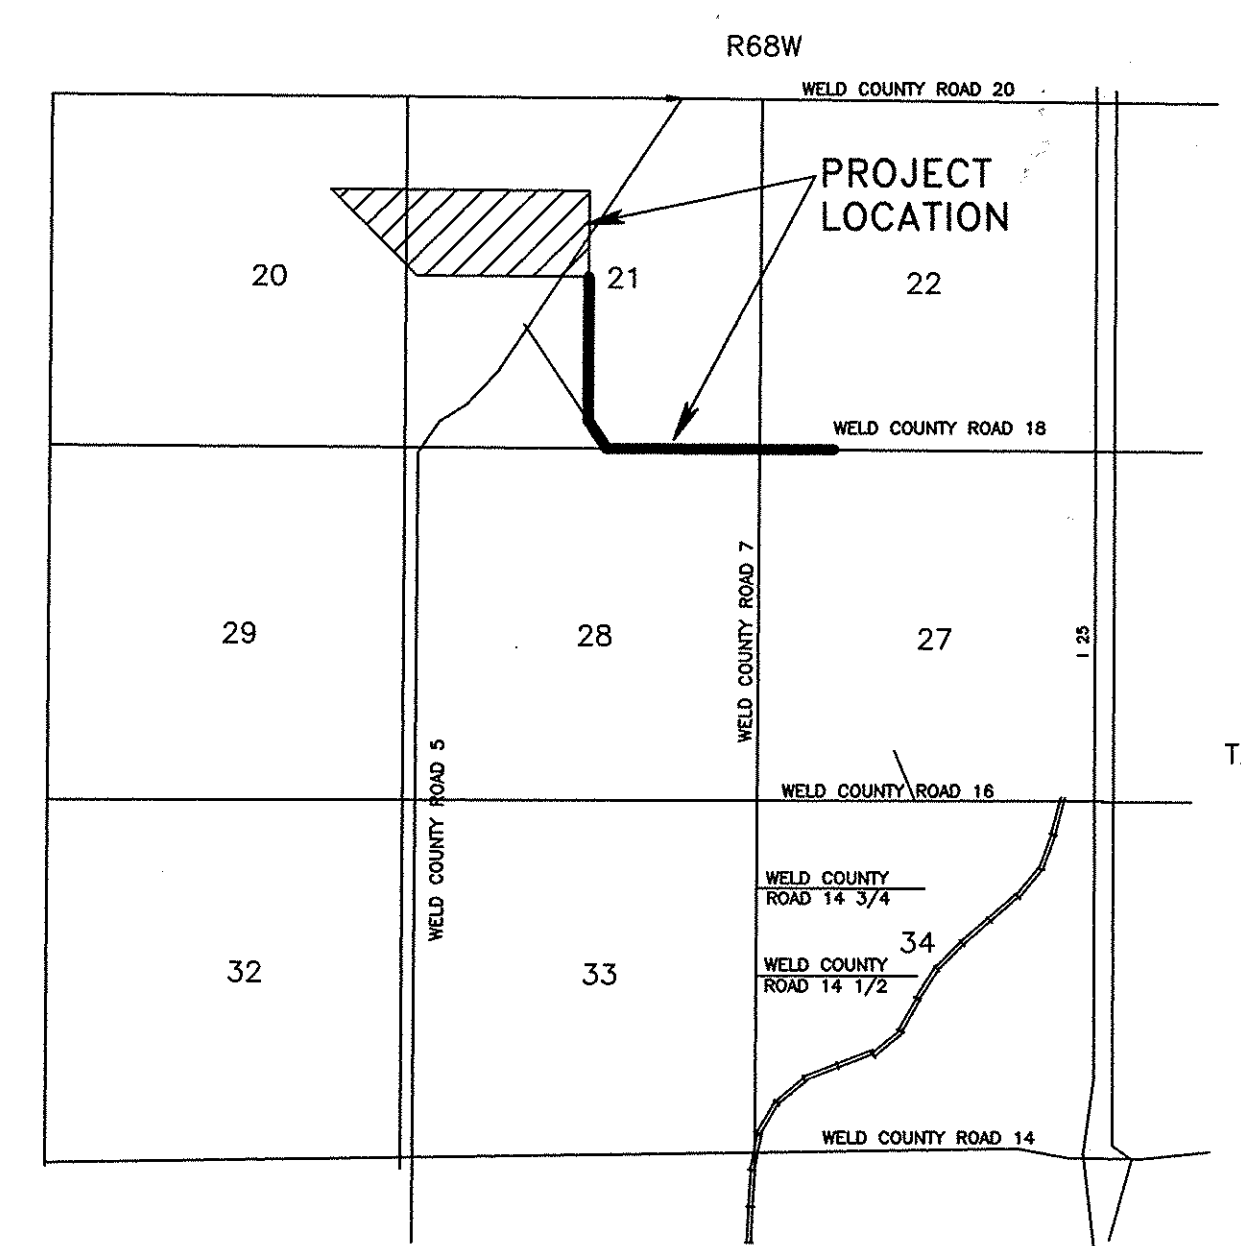 R68W
WELD COUNTY ROAD 20
PROJECT
LOCATION
20
21
22
WELD COUNTY ROAD 18
WELD COUNTY ROAD 7
29
28
27
I 25
T.
WELD COUNTY ROAD 5
WELD COUNTY ROAD 16
WELD COUNTY
ROAD 14 3/4
34
WELD COUNTY
ROAD 14 1/2
32
33
WELD COUNTY ROAD 14